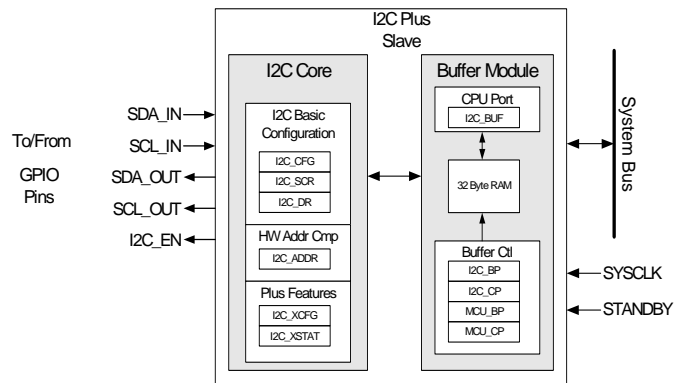 I2C Plus
Slave
I2C Core
Buffer Module
CPU Port
I2C_BUF
I2C Basic
Configuration
I2C_CFG
I2C_SCR
I2C_DR
32 Byte RAM
HW Addr Cmp
I2C_ADDR
Buffer Ctl
I2C_BP
I2C_CP
MCU_BP
MCU_CP
Plus Features
I2C_XCFG
I2C_XSTAT
To/From
GPIO
Pins
SDA_IN
SCL_IN
SDA_OUT
SCL_OUT
I2C_EN
System Bus
SYSCLK
STANDBY